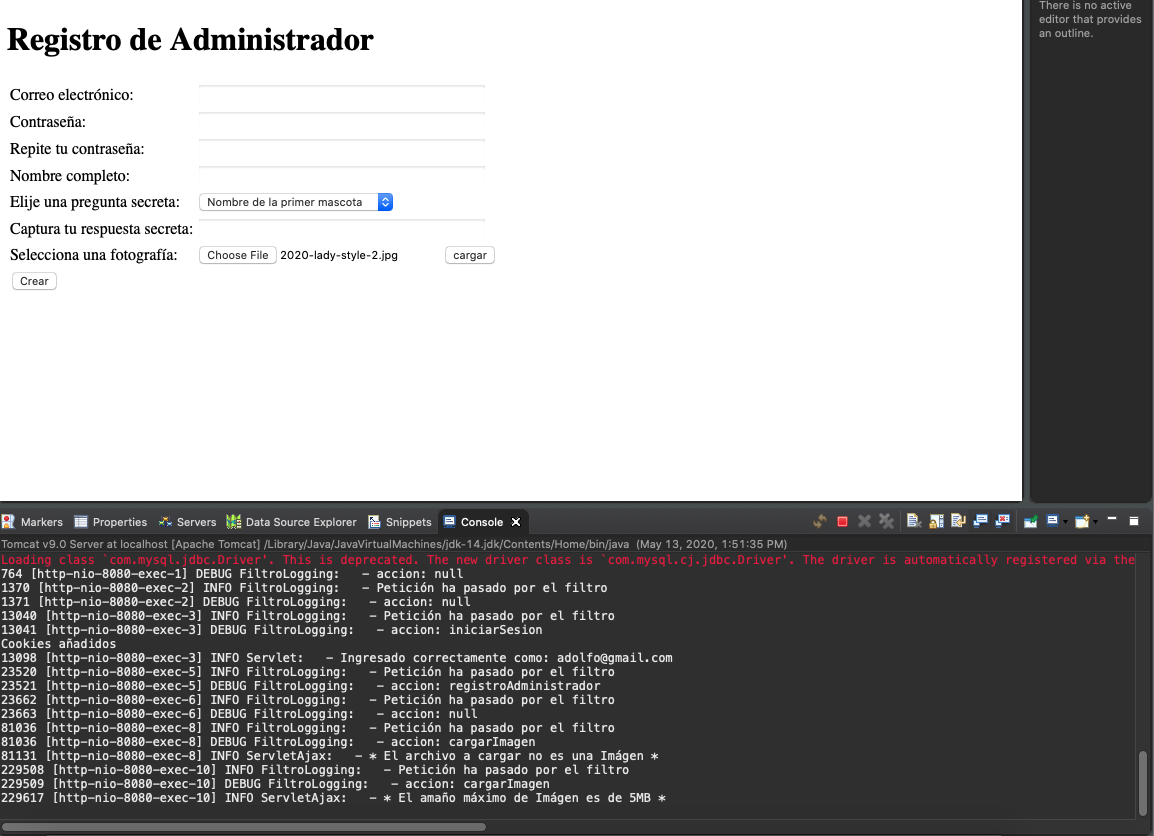 There is no active
editor that provides
an outline.
Registro de Administrador
Correo electrónico:
Contraseña:
Repite tu contraseña:
Nombre completo:
Elije una pregunta secreta: Nombre de la primer mascota
Captura tu respuesta secreta:
Selecciona una fotografía: Choose File 2020-lady-style-2.jpg cargar
Crear
Markers Properties Servers Data Source Explorer Snippets Console
Tomcat v9.0 Server at localhost [Apache Tomcat] /Library/Java/JavaVirtualMachines/jdk-14.jdk/Contents/Home/bin/java (May 13, 2020, 1:51:35 PM)
Loading class `com.mysql.jdbc.Driver'. This is deprecated. The new driver class is `com.mysql.cj.jdbc.Driver'. The driver is automatically registered via the
764 [http-nio-8080-exec-1] DEBUG FiltroLogging: - accion: null
1370 [http-nio-8080-exec-2] INFO FiltroLogging: - Petición ha pasado por el filtro
1371 [http-nio-8080-exec-2] DEBUG FiltroLogging: - accion: null
13040 [http-nio-8080-exec-3] INFO FiltroLogging: - Petición ha pasado por el filtro
13041 [http-nio-8080-exec-3] DEBUG FiltroLogging: - accion: iniciarSesion
Cookies añadidos
13098 [http-nio-8080-exec-3] INFO Servlet: - Ingresado correctamente como: adolfo@gmail.com
23520 [http-nio-8080-exec-5] INFO FiltroLogging: - Petición ha pasado por el filtro
23521 [http-nio-8080-exec-5] DEBUG FiltroLogging: - accion: registroAdministrador
23662 [http-nio-8080-exec-6] INFO FiltroLogging: - Petición ha pasado por el filtro
23663 [http-nio-8080-exec-6] DEBUG FiltroLogging: - accion: null
81036 [http-nio-8080-exec-8] INFO FiltroLogging: - Petición ha pasado por el filtro
81036 [http-nio-8080-exec-8] DEBUG FiltroLogging: - accion: cargarImagen
81131 [http-nio-8080-exec-8] INFO ServletAjax: - * El archivo a cargar no es una Imágen *
229508 [http-nio-8080-exec-10] INFO FiltroLogging: - Petición ha pasado por el filtro
229509 [http-nio-8080-exec-10] DEBUG FiltroLogging: - accion: cargarImagen
229617 [http-nio-8080-exec-10] INFO ServletAjax: - * El amaño máximo de Imágen es de 5MB *